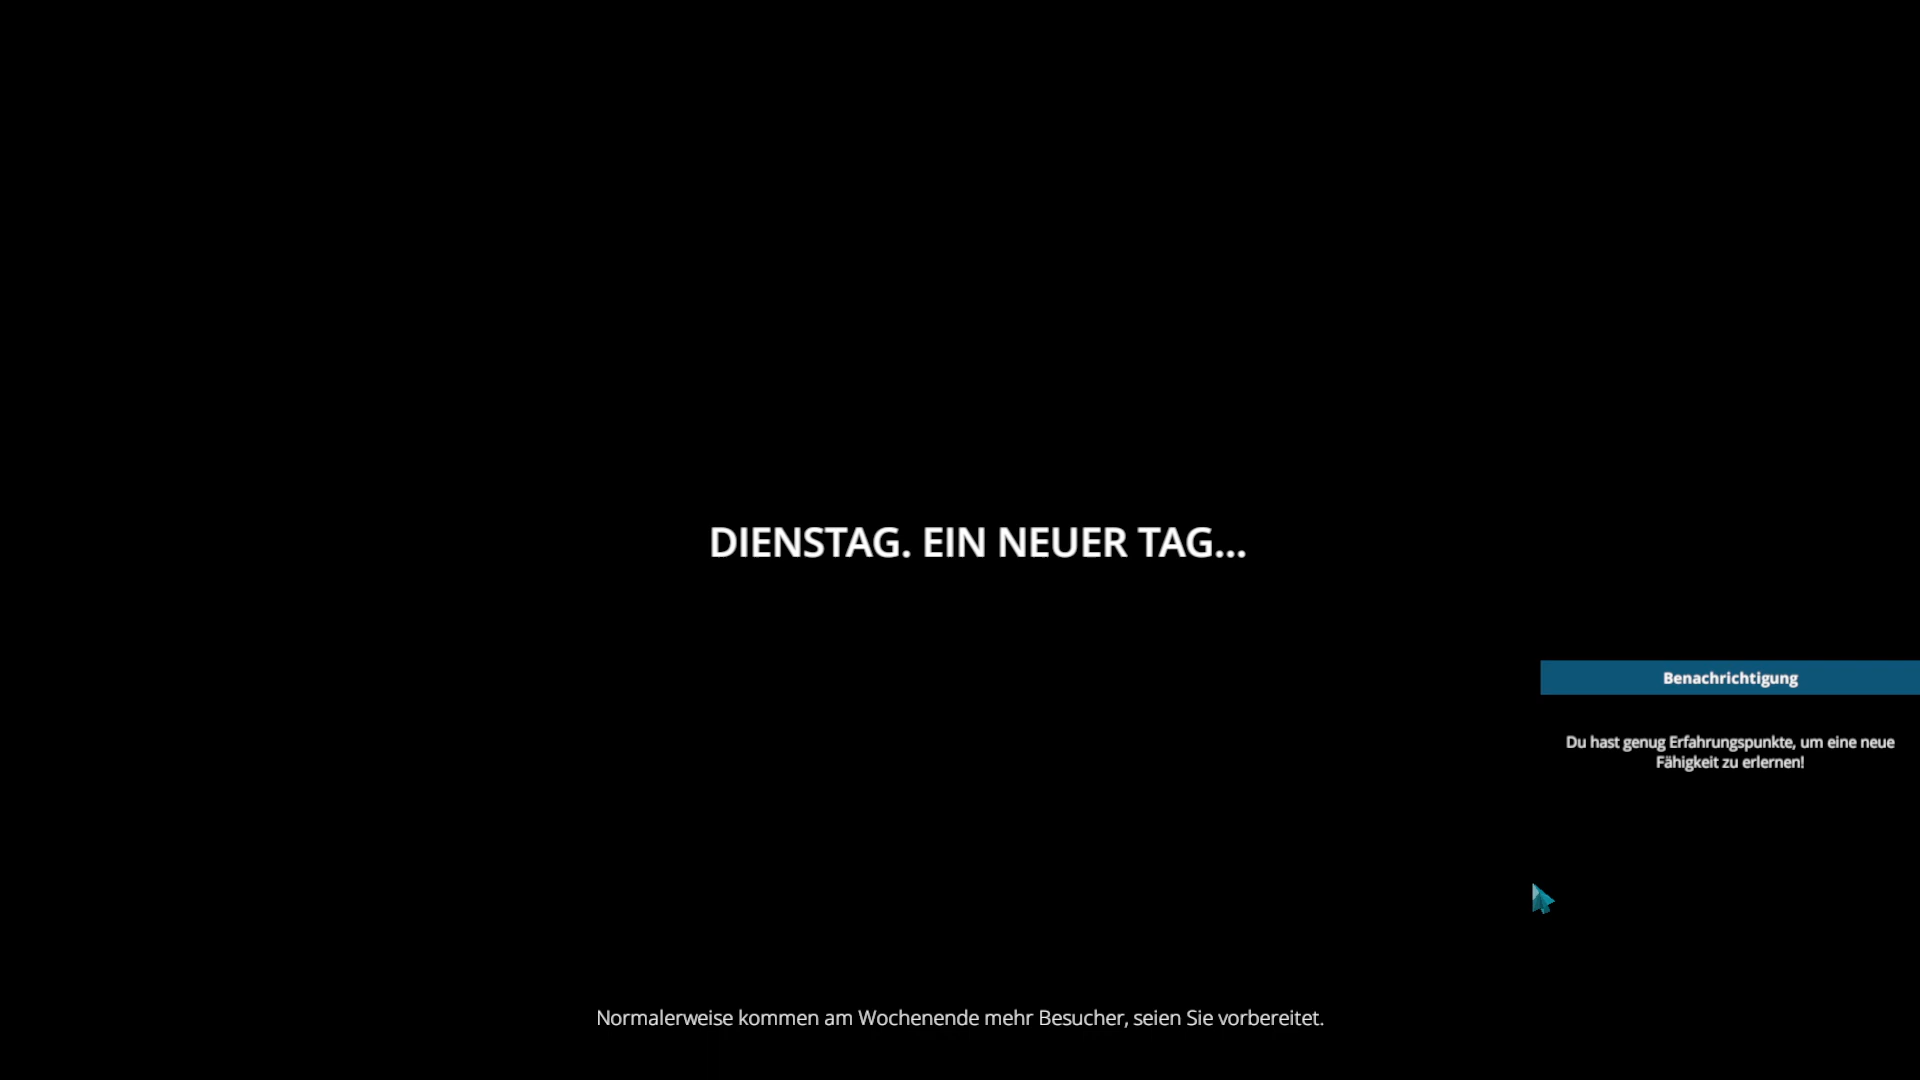 DIENSTAG. EIN NEUER TAG...
Benachrichtigung
Du hast genug Erfahrungspunkte, um eine neue
Fähigkeit zu erlernen!
Normalerweise kommen am Wochenende mehr Besucher, seien Sie vorbereitet.